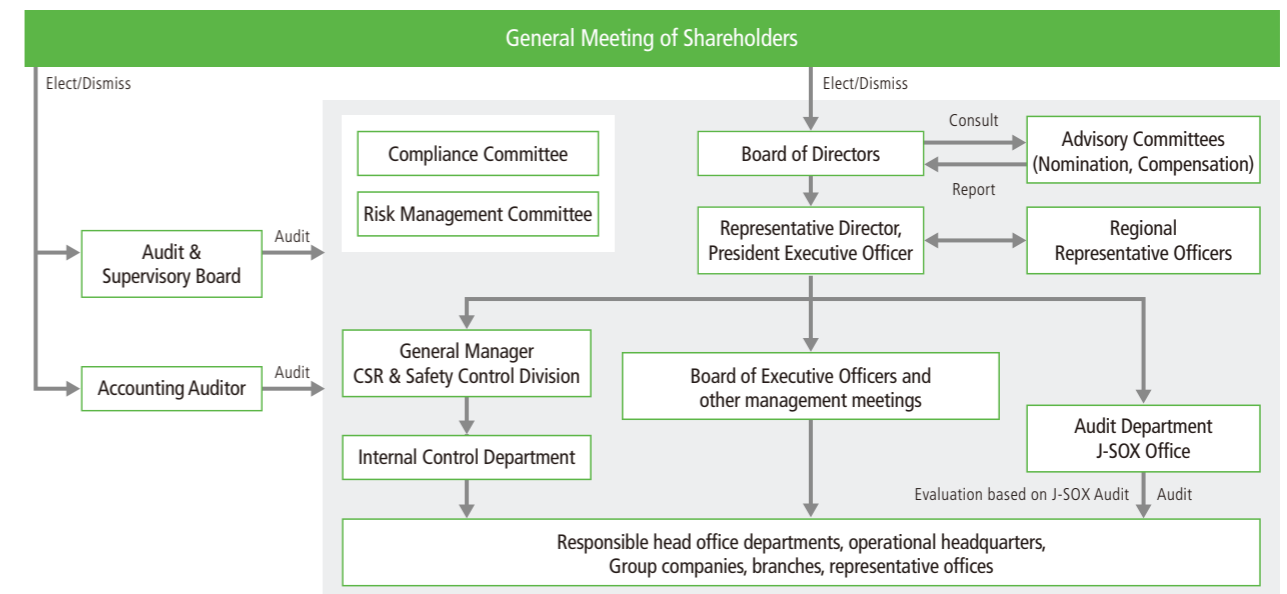 General Meeting of Shareholders
Elect/Dismiss
Elect/Dismiss
Compliance Committee
Risk Management Committee
Board of Directors
Consult
Report
Advisory Committees
(Nomination, Compensation)
Representative Director,
President Executive Officer
Regional
Representative Officers
Audit &
Supervisory Board
Audit
Accounting Auditor
Audit
General Manager
CSR & Safety Control Division
Internal Control Department
Board of Executive Officers and
other management meetings
Audit Department
J-SOX Office
Evaluation based on J-SOX Audit
Audit
Responsible head office departments, operational headquarters,
Group companies, branches, representative offices